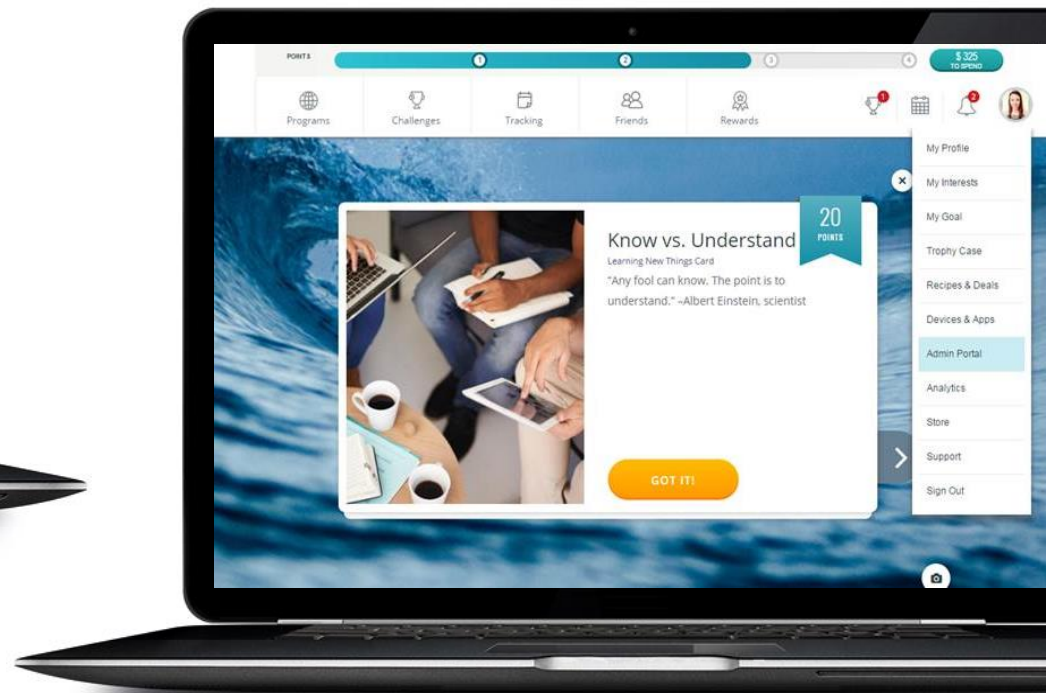 POINTS
1
2
3
4
$325
TO SPEND
Programs
Challenges
Tracking
Friends
Rewards
1
2
My Profile
My Interests
My Goal
Trophy Case
Recipes & Deals
Devices & Apps
Admin Portal
Analytics
Store
Support
Sign Out
20
POINTS
Know vs. Understand
Learning New Things Card
"Any fool can know. The point is to
understand." –Albert Einstein, scientist
GOT IT!